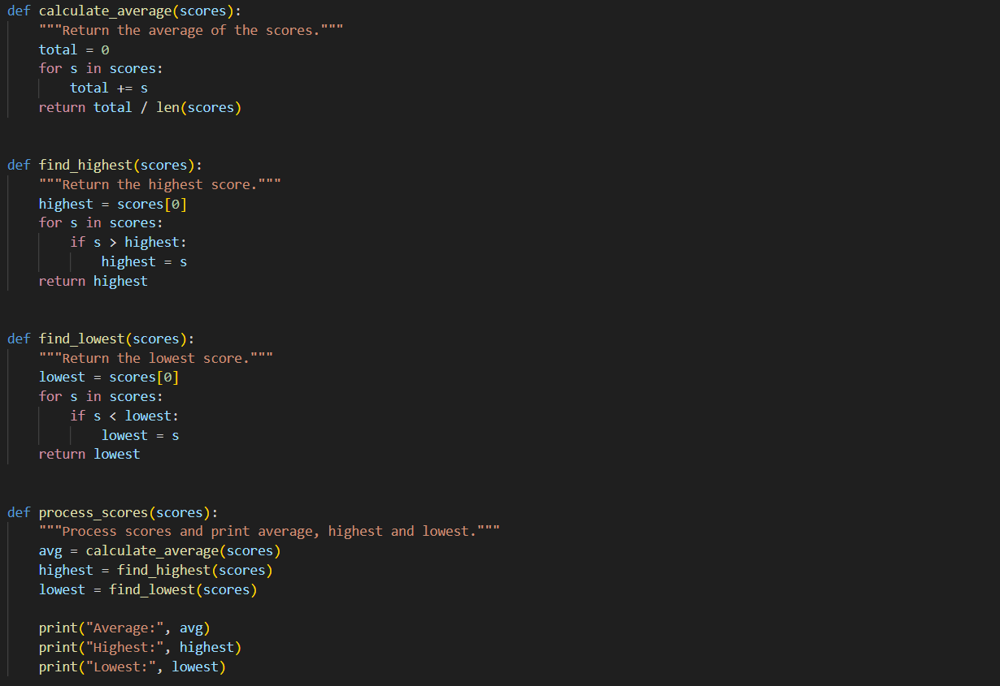 def calculate_average(scores):
    """Return the average of the scores."""
    total = 0
    for s in scores:
        total += s
    return total / len(scores)

def find_highest(scores):
    """Return the highest score."""
    highest = scores[0]
    for s in scores:
        if s > highest:
            highest = s
    return highest

def find_lowest(scores):
    """Return the lowest score."""
    lowest = scores[0]
    for s in scores:
        if s < lowest:
            lowest = s
    return lowest

def process_scores(scores):
    """Process scores and print average, highest and lowest."""
    avg = calculate_average(scores)
    highest = find_highest(scores)
    lowest = find_lowest(scores)

    print("Average:", avg)
    print("Highest:", highest)
    print("Lowest:", lowest)